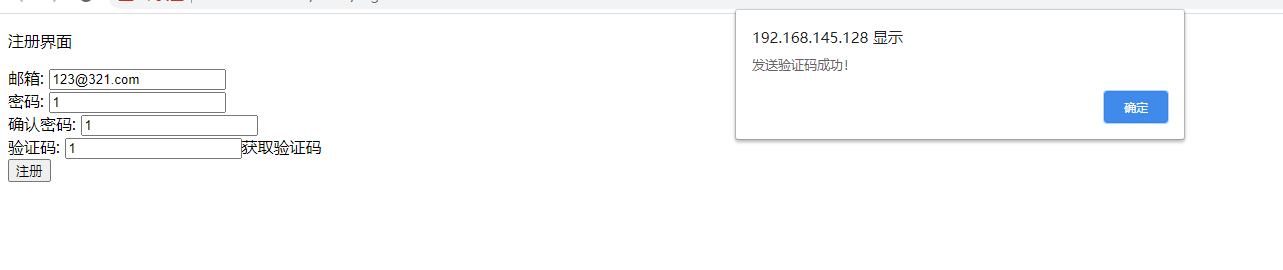 注册界面
邮箱: 123@321.com
密码: 1
确认密码: 1
验证码: 1 获取验证码
注册
192.168.145.128 显示
发送验证码成功!
确定